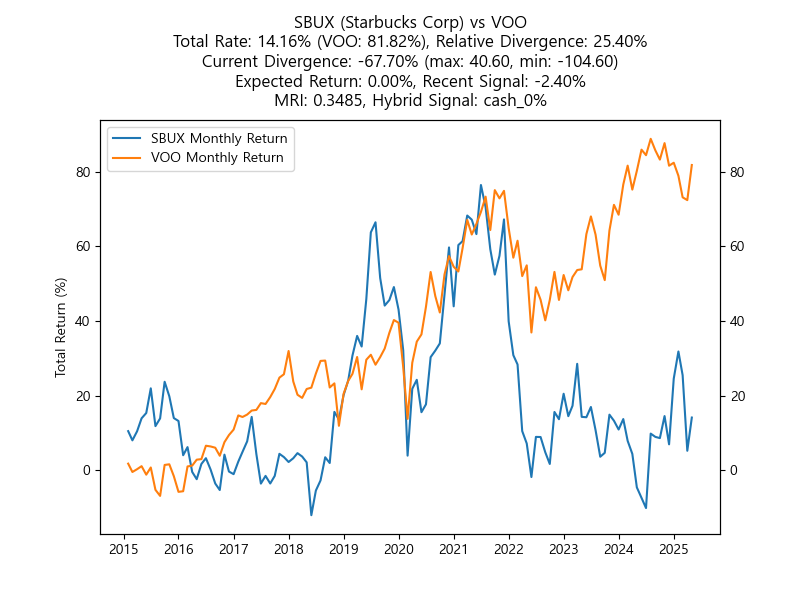 SBUX (Starbucks Corp) vs VOO
Total Rate: 14.16% (VOO: 81.82%), Relative Divergence: 25.40%
Current Divergence: -67.70% (max: 40.60, min: -104.60)
Expected Return: 0.00%, Recent Signal: -2.40%
MRI: 0.3485, Hybrid Signal: cash_0%
SBUX Monthly Return
VOO Monthly Return
Total Return (%)
80 80
60 60
40 40
20 20
0 0
2015 2016 2017 2018 2019 2020 2021 2022 2023 2024 2025